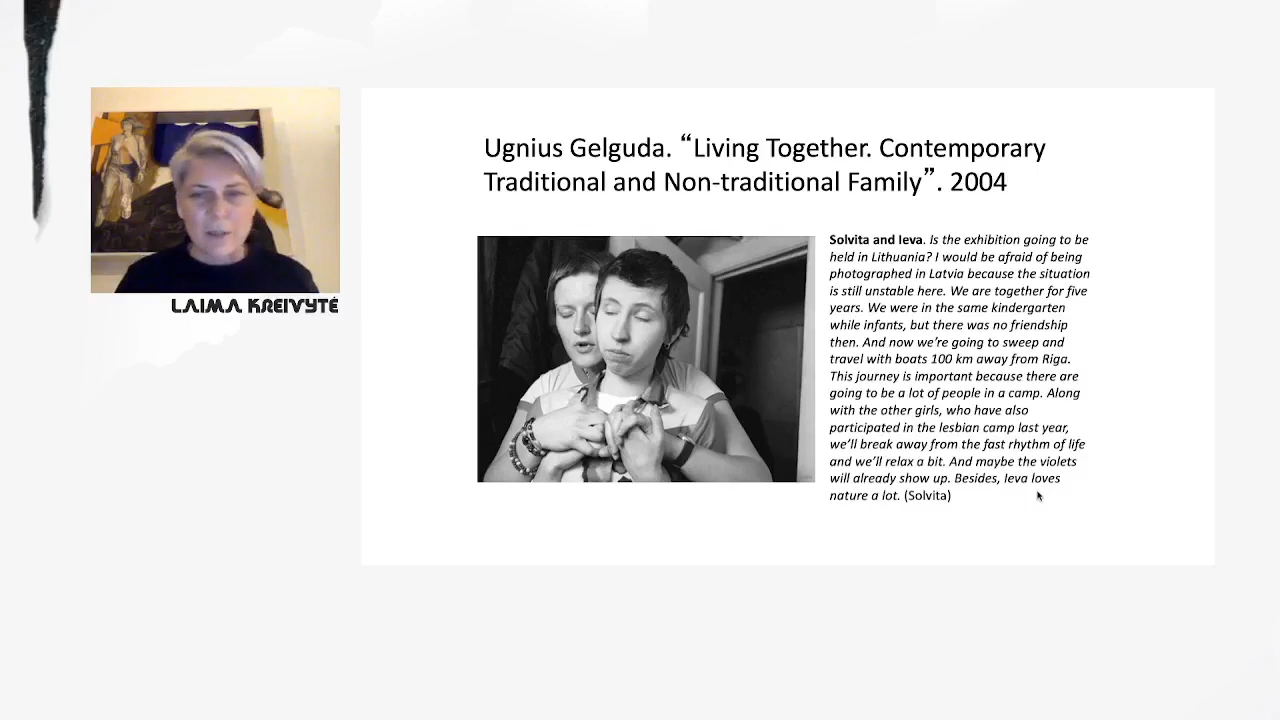 Ugnius Gelguda. “Living Together. Contemporary
Traditional and Non-traditional Family”. 2004
LAIMA KREIVYTĖ
Solvita and Ieva. Is the exhibition going to be
held in Lithuania? I would be afraid of being
photographed in Latvia because the situation
is still unstable here. We are together for five
years. We were in the same kindergarten
while infants, but there was no friendship
then. And now we’re going to sweep and
travel with boats 100 km away from Riga.
This journey is important because there are
going to be a lot of people in a camp. Along
with the other girls, who have also
participated in the lesbian camp last year,
we’ll break away from the fast rhythm of life
and we’ll relax a bit. And maybe the violets
will already show up. Besides, Ieva loves
nature a lot. (Solvita)